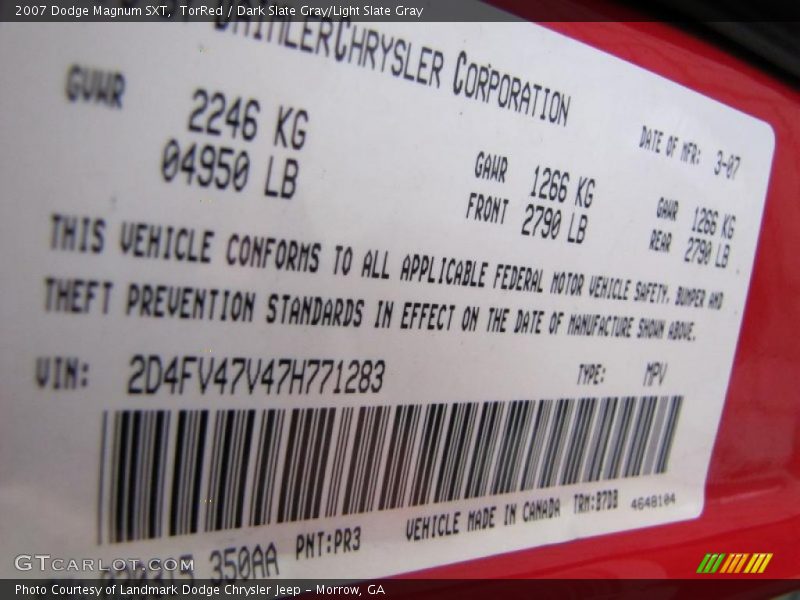 2007 Dodge Magnum SXT, TorRed / Dark Slate Gray/Light Slate Gray
DAIMLERCHRYSLER CORPORATION
DATE OF MFR: 3-07
GVWR 2246 KG
04950 LB
GAWR 1266 KG
FRONT 2790 LB
GAWR 1266 KG
REAR 2790 LB
THIS VEHICLE CONFORMS TO ALL APPLICABLE FEDERAL MOTOR VEHICLE SAFETY, BUMPER AND
THEFT PREVENTION STANDARDS IN EFFECT ON THE DATE OF MANUFACTURE SHOWN ABOVE.
VIN: 2D4FV47V47H771283 TYPE: MPV
350AA PNT:PR3 VEHICLE MADE IN CANADA TRM:B7DB 4648104
GTCARLOT.COM
Photo Courtesy of Landmark Dodge Chrysler Jeep - Morrow, GA